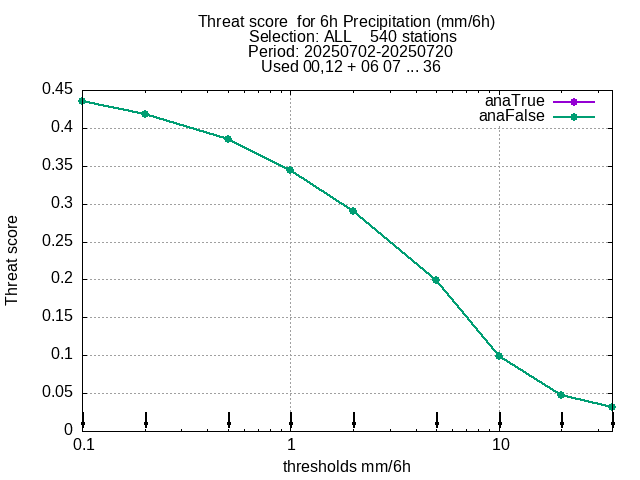 Threat score  for 6h Precipitation (mm/6h)
Selection: ALL    540 stations
Period: 20250702-20250720
Used 00,12 + 06 07 ... 36
anaTrue
anaFalse
0.45
0.4
0.35
0.3
0.25
0.2
0.15
0.1
0.05
0
Threat score
0.1 1 10
thresholds mm/6h